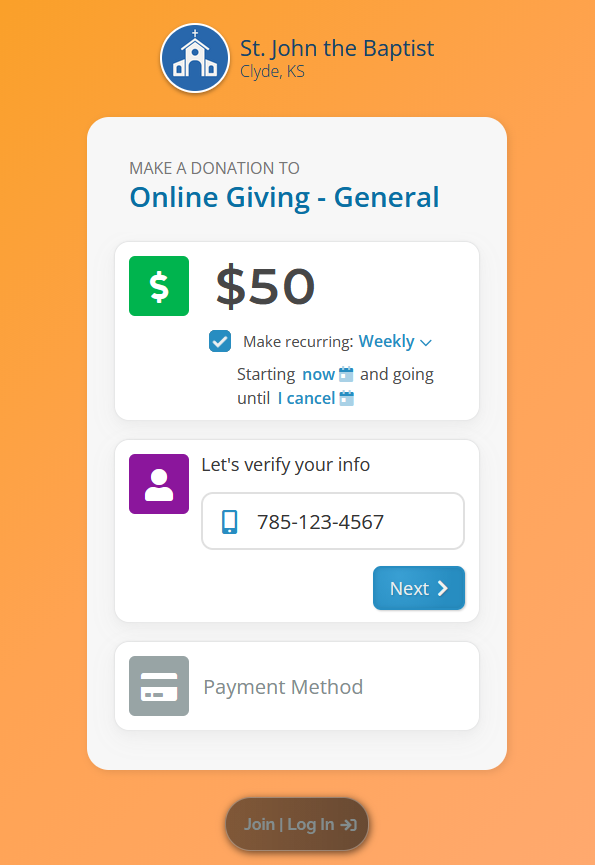 St. John the Baptist
Clyde, KS
MAKE A DONATION TO
Online Giving - General
$
$50
Make recurring: Weekly
Starting now and going
until I cancel
Let's verify your info
785-123-4567
Next
Payment Method
Join | Log In